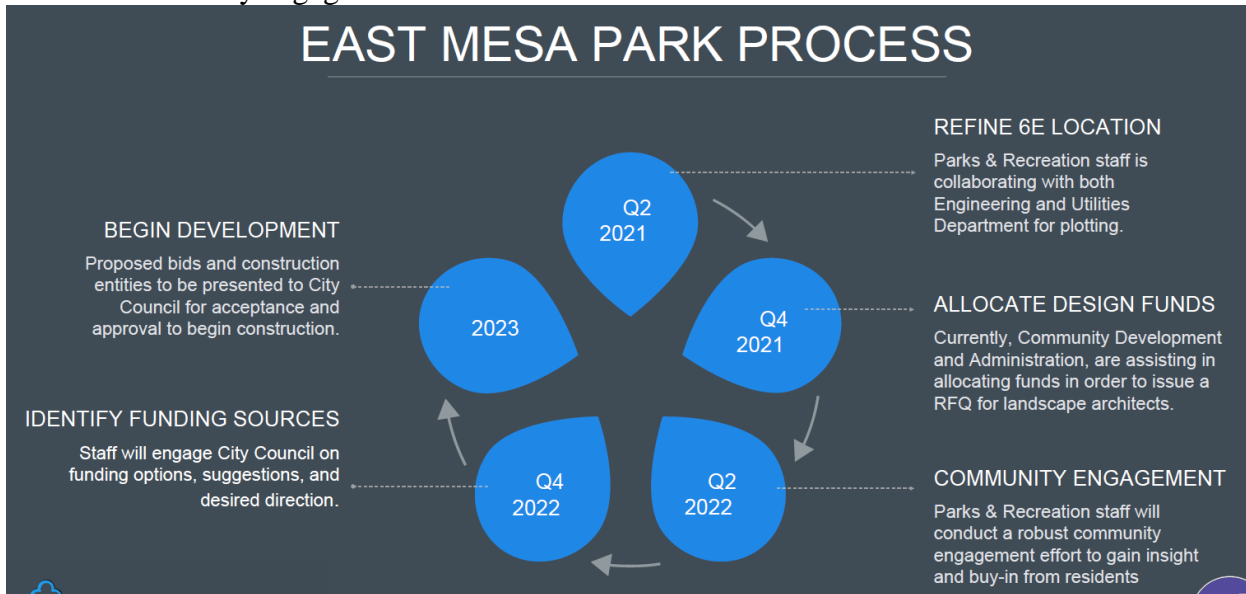 EAST MESA PARK PROCESS
Q2
2021
REFINE 6E LOCATION
Parks & Recreation staff is
collaborating with both
Engineering and Utilities
Department for plotting.
Q4
2021
ALLOCATE DESIGN FUNDS
Currently, Community Development
and Administration, are assisting in
allocating funds in order to issue a
RFQ for landscape architects.
Q2
2022
COMMUNITY ENGAGEMENT
Parks & Recreation staff will
conduct a robust community
engagement effort to gain insight
and buy-in from residents
Q4
2022
IDENTIFY FUNDING SOURCES
Staff will engage City Council on
funding options, suggestions, and
desired direction.
2023
BEGIN DEVELOPMENT
Proposed bids and construction
entities to be presented to City
Council for acceptance and
approval to begin construction.